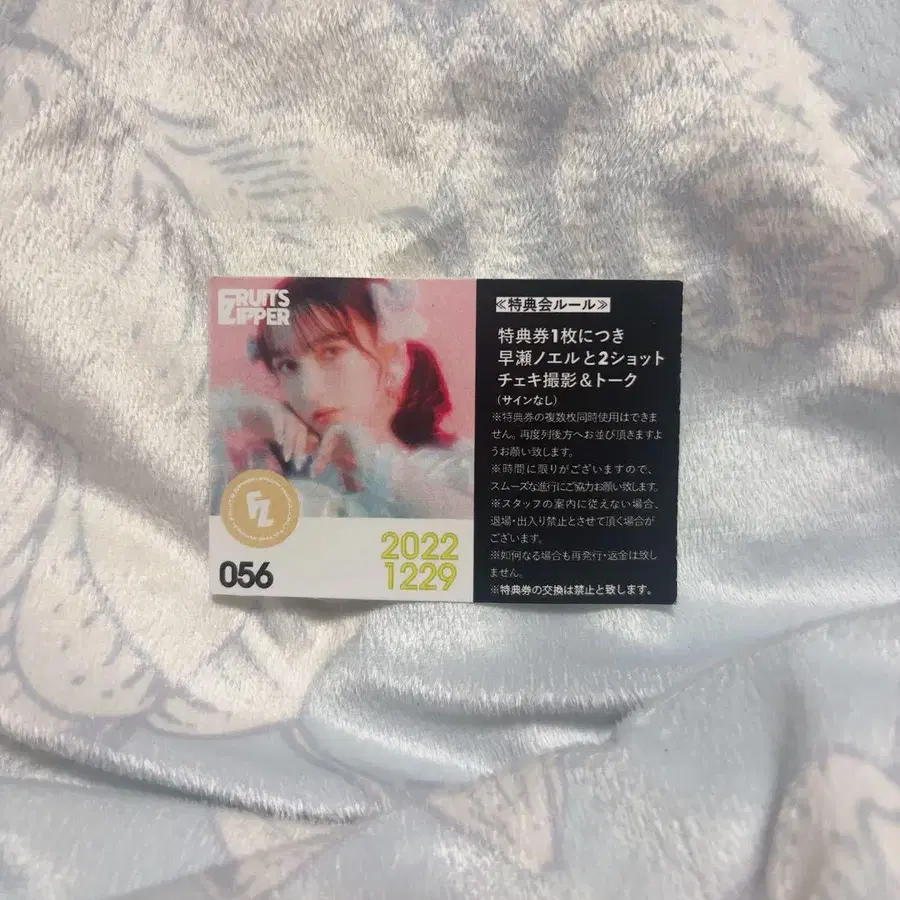 FRUITS
ZIPPER
FZ
056
2022
1229
≪特典会ルール≫
特典券1枚につき
早瀬ノエルと2ショット
チェキ撮影&トーク
(サインなし)
※特典券の複数枚同時使用はできま
せん。再度列後方へお並び頂きますよ
うお願い致します。
※時間に限りがございますので、
スムーズな進行にご協力お願い致します。
※スタッフの案内に従えない場合、
退場・出入り禁止とさせて頂く場合が
ございます。
※如何なる場合も再発行・返金は致し
ません。
※特典券の交換は禁止と致します。